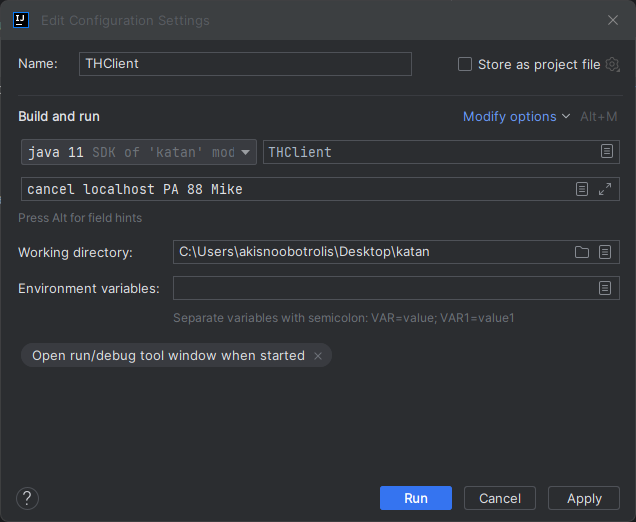 IJ Edit Configuration Settings
Name: THClient Store as project file
Build and run Modify options Alt+M
java 11 SDK of 'katan' mod THClient
cancel localhost PA 88 Mike
Press Alt for field hints
Working directory: C:\Users\akisnoobotrolis\Desktop\katan
Environment variables:
Separate variables with semicolon: VAR=value; VAR1=value1
Open run/debug tool window when started ×
? Run Cancel Apply